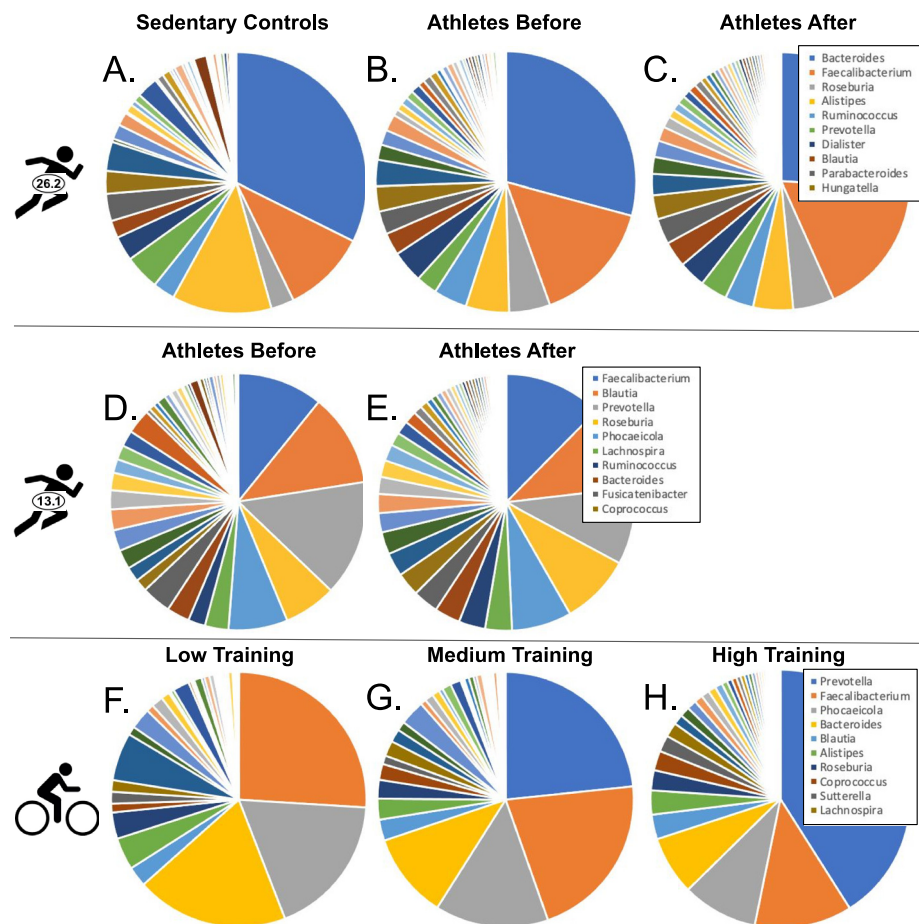 Sedentary Controls
Athletes Before
Athletes After
A.
B.
C.
Bacteroides
Faecalibacterium
Roseburia
Alistipes
Ruminococcus
Prevotella
Dialister
Blautia
Parabacteroides
Hungatella
26.2
Athletes Before
Athletes After
D.
E.
Faecalibacterium
Blautia
Prevotella
Roseburia
Phocaeicola
Lachnospira
Ruminococcus
Bacteroides
Fusicatenibacter
Coprococcus
13.1
Low Training
Medium Training
High Training
F.
G.
H.
Prevotella
Faecalibacterium
Phocaeicola
Bacteroides
Blautia
Alistipes
Roseburia
Coprococcus
Sutterella
Lachnospira